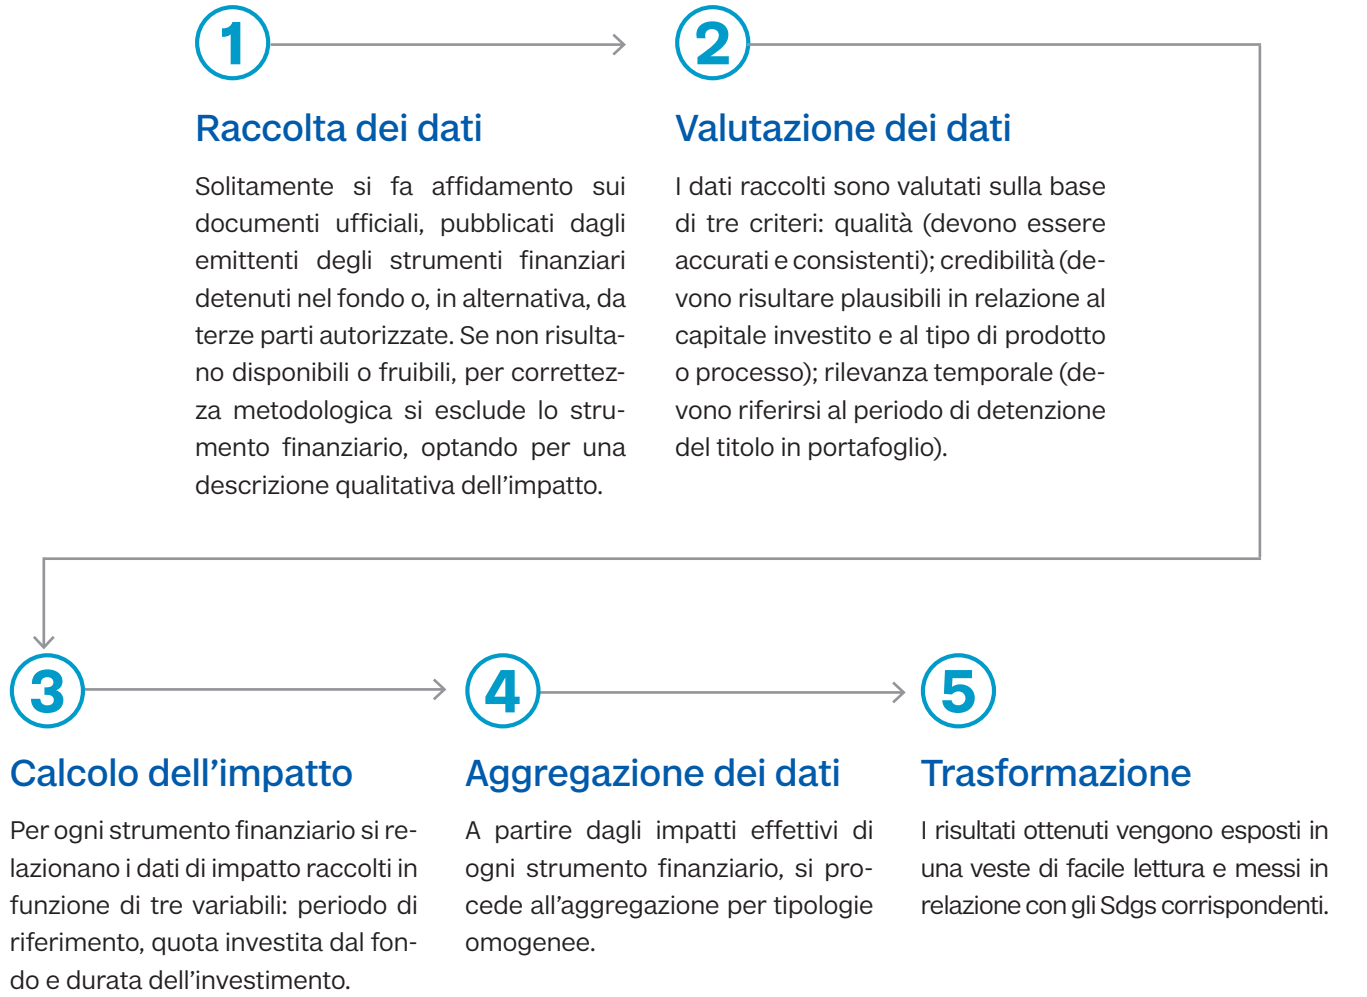 1
Raccolta dei dati
Solitamente si fa affidamento sui
documenti ufficiali, pubblicati dagli
emittenti degli strumenti finanziari
detenuti nel fondo o, in alternativa, da
terze parti autorizzate. Se non risulta-
no disponibili o fruibili, per correttez-
za metodologica si esclude lo stru-
mento finanziario, optando per una
descrizione qualitativa dell’impatto.
2
Valutazione dei dati
I dati raccolti sono valutati sulla base
di tre criteri: qualità (devono essere
accurati e consistenti); credibilità (de-
vono risultare plausibili in relazione al
capitale investito e al tipo di prodotto
o processo); rilevanza temporale (de-
vono riferirsi al periodo di detenzione
del titolo in portafoglio).
3
Calcolo dell’impatto
Per ogni strumento finanziario si re-
lazionano i dati di impatto raccolti in
funzione di tre variabili: periodo di
riferimento, quota investita dal fon-
do e durata dell’investimento.
4
Aggregazione dei dati
A partire dagli impatti effettivi di
ogni strumento finanziario, si pro-
cede all’aggregazione per tipologie
omogenee.
5
Trasformazione
I risultati ottenuti vengono esposti in
una veste di facile lettura e messi in
relazione con gli Sdgs corrispondenti.